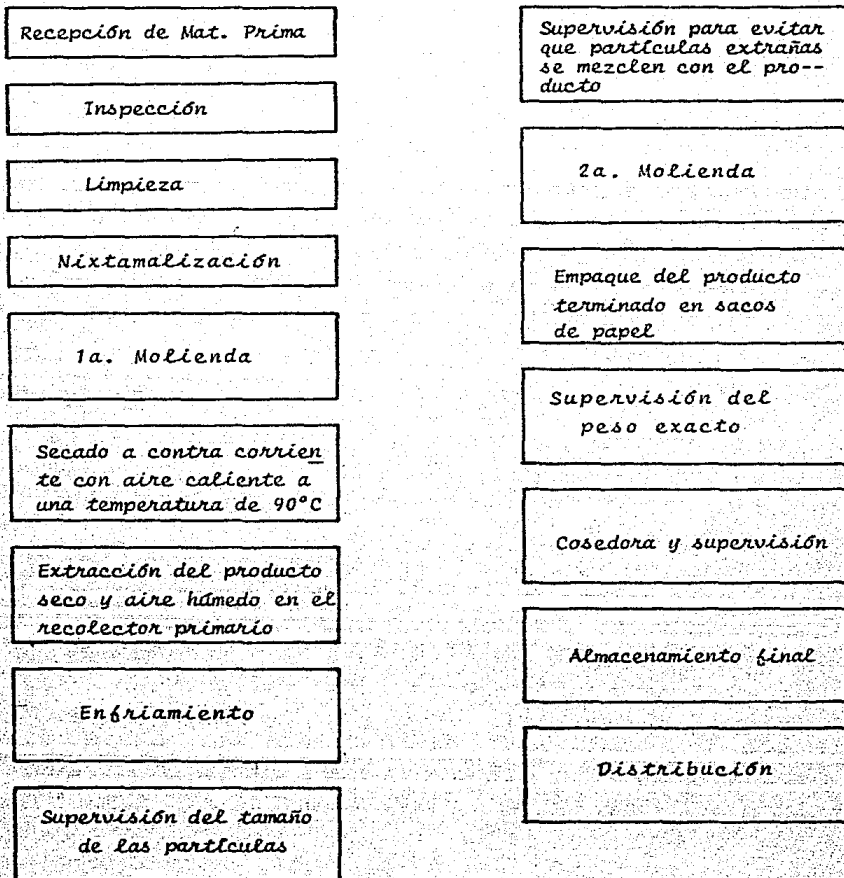 Recepción de Mat. Prima
Inspección
Limpieza
Nixtamalización
1a. Molienda
Secado a contra corrien
te con aire caliente a
una temperatura de 90°C
Extracción del producto
seco y aire húmedo en el
recolector primario
Enfriamiento
Supervisión del tamaño
de las partículas
Supervisión para evitar
que partículas extrañas
se mezclen con el pro--
ducto
2a. Molienda
Empaque del producto
terminado en sacos
de papel
Supervisión del
peso exacto
Cosedora y supervisión
Almacenamiento final
Distribución